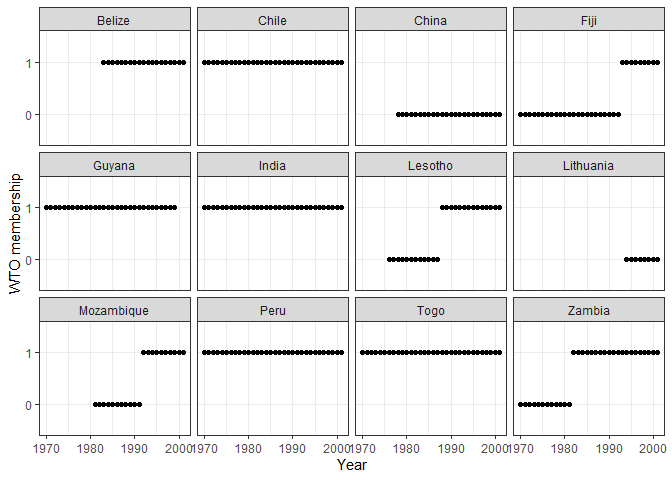 Belize Chile China Fiji
1
0
Guyana India Lesotho Lithuania
1
0
Mozambique Peru Togo Zambia
1
0
1970 1980 1990 2000 1970 1980 1990 2000 1970 1980 1990 2000 1970 1980 1990 2000
Year
WTO membership